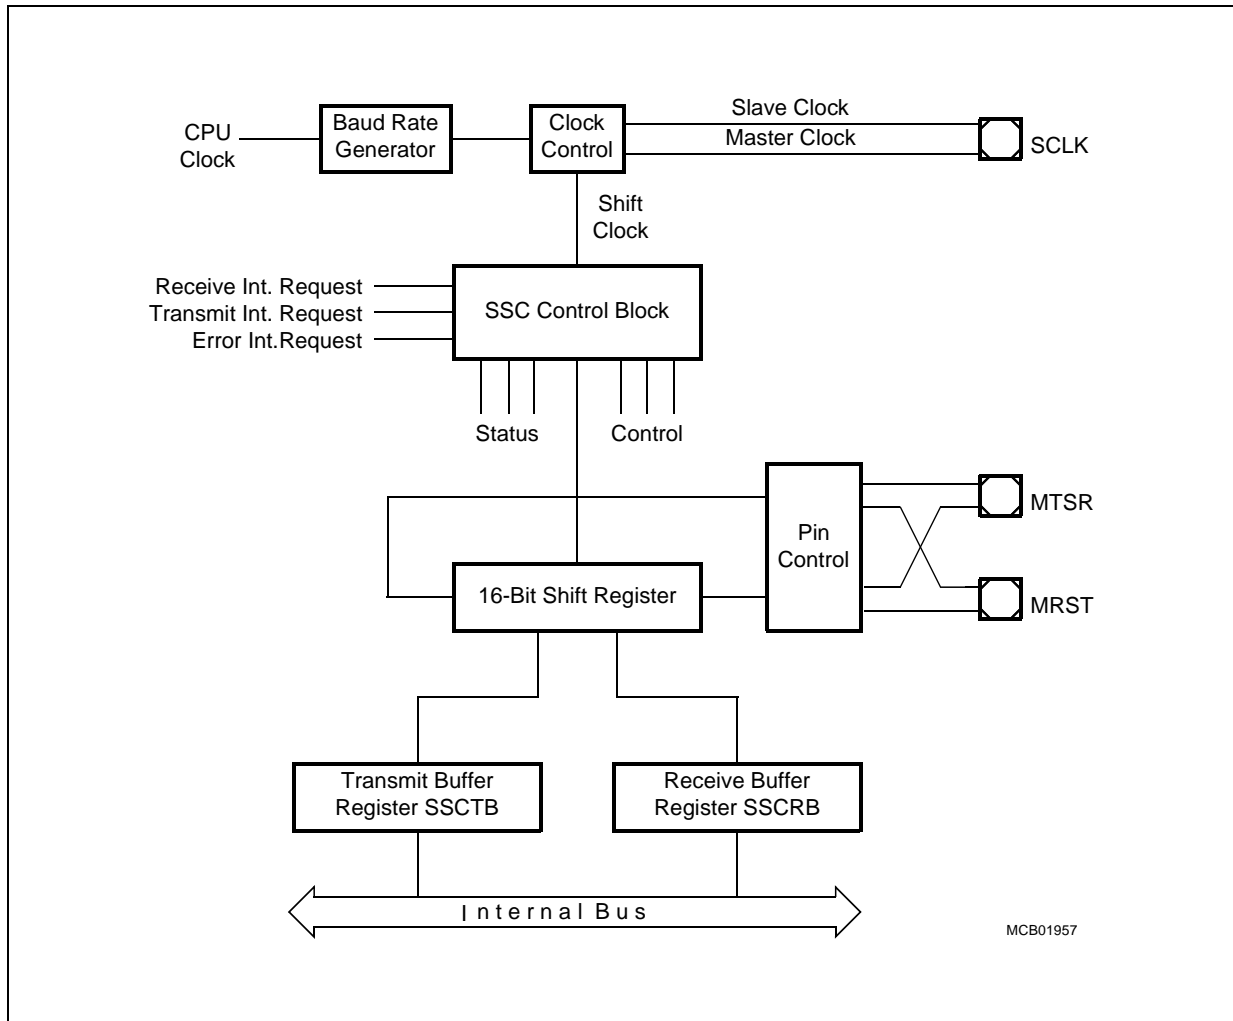 CPU
Clock
Baud Rate
Generator
Clock
Control
Slave Clock
Master Clock
SCLK
Shift
Clock
Receive Int. Request
Transmit Int. Request
Error Int.Request
SSC Control Block
Status
Control
Pin
Control
MTSR
MRST
16-Bit Shift Register
Transmit Buffer
Register SSCTB
Receive Buffer
Register SSCRB
Internal Bus
MCB01957